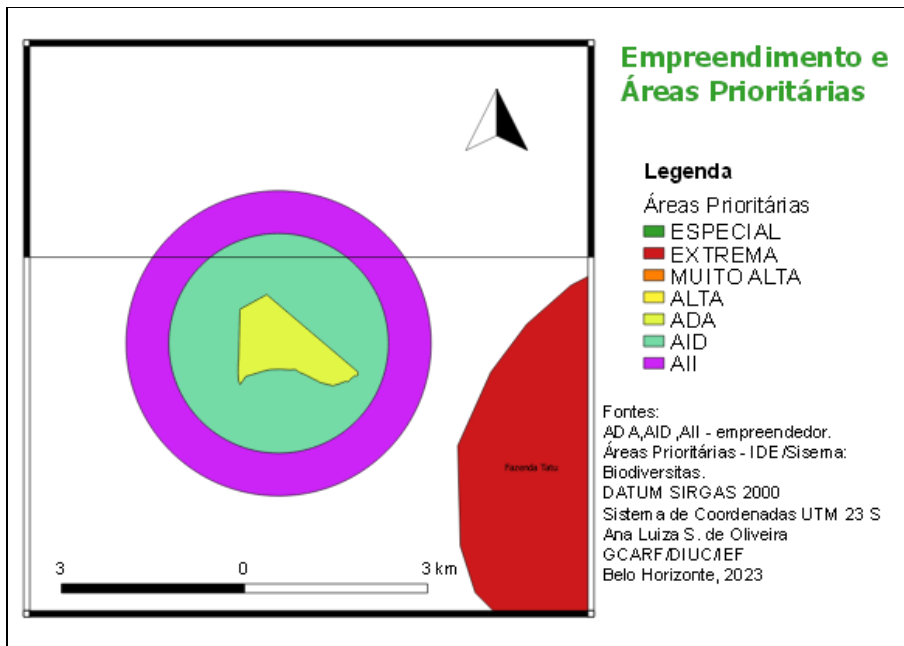 Empreendimento e
Áreas Prioritárias
Legenda
Áreas Prioritárias
ESPECIAL
EXTREMA
MUITO ALTA
ALTA
ADA
AID
AII
Fazenda Tatu
3 0 3 km
Fontes:
ADA,AID,AII - empreendedor.
Áreas Prioritárias - IDE/Sisema:
Biodiversitas.
DATUM SIRGAS 2000
Sistema de Coordenadas UTM 23 S
Ana Luiza S. de Oliveira
GCARF/DIUC/IEF
Belo Horizonte, 2023